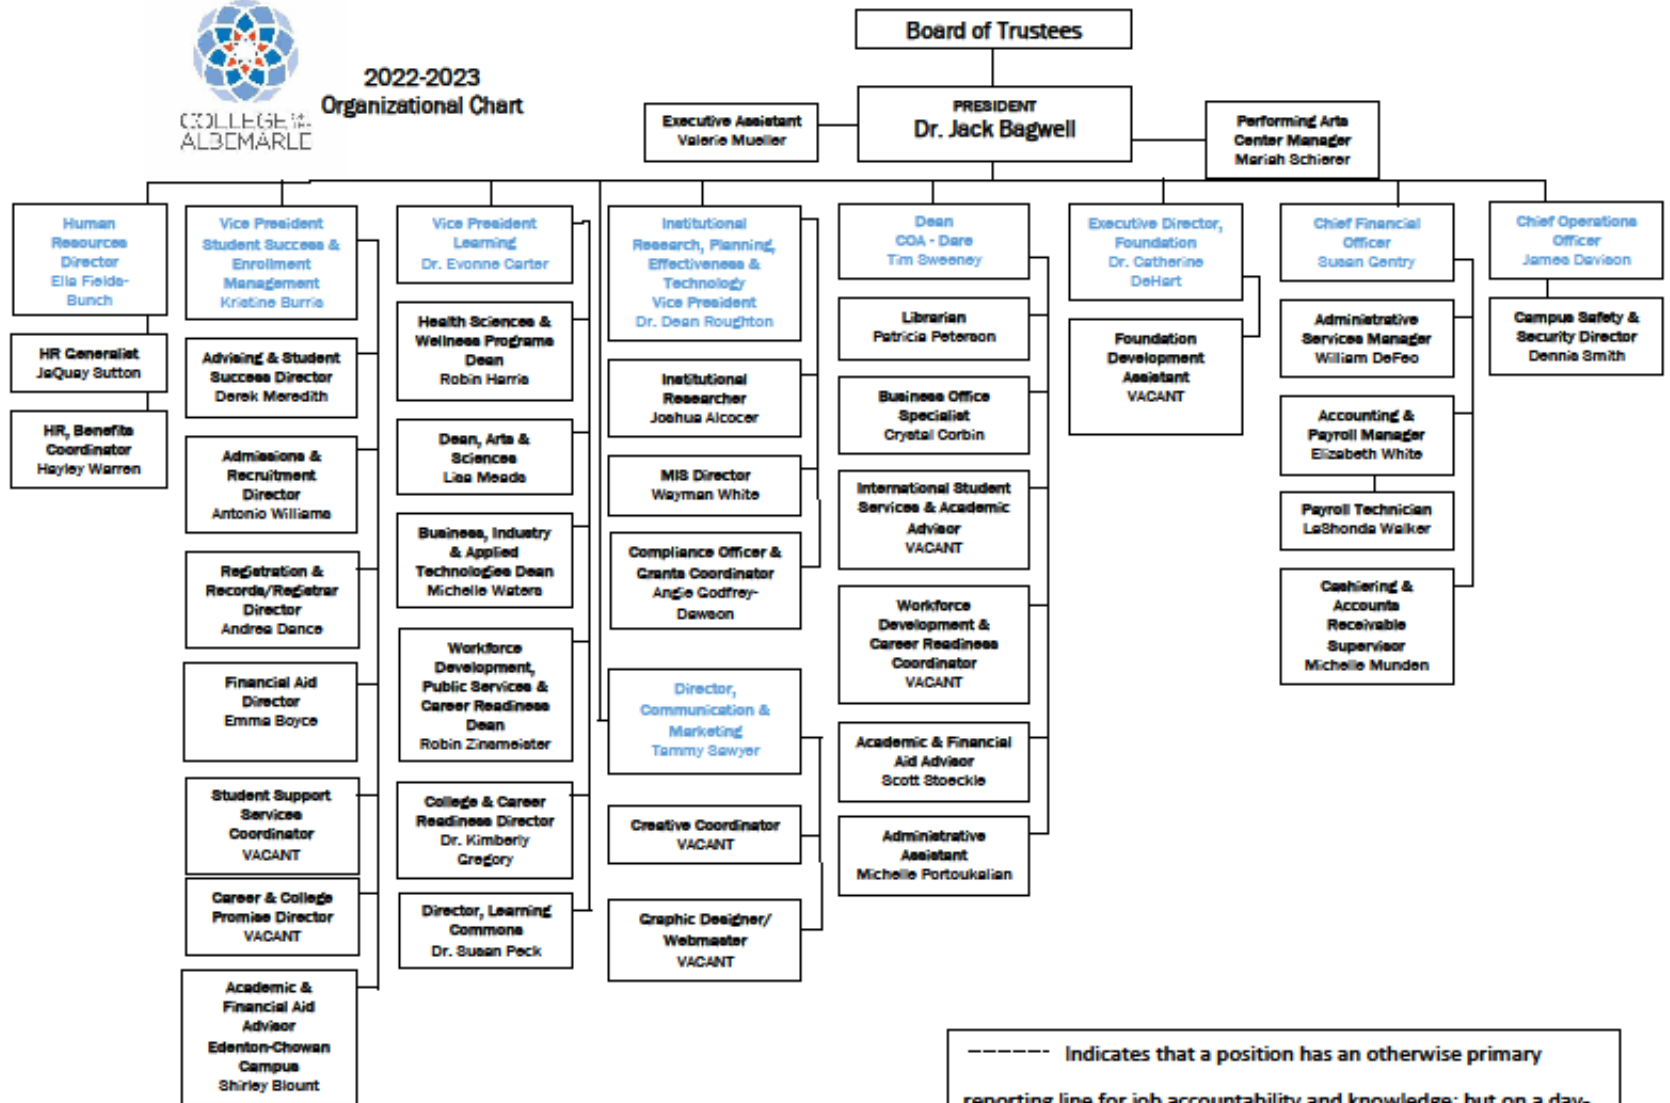 COLLEGE OF THE
ALBEMARLE
2022-2023
Organizational Chart
Board of Trustees
PRESIDENT
Dr. Jack Bagwell
Executive Assistant
Valerie Mueller
Performing Arts
Center Manager
Mariah Schierer
Human
Resources
Director
Ella Fields-
Bunch
HR Generalist
JaQuay Sutton
HR, Benefits
Coordinator
Hayley Warren
Vice President
Student Success &
Enrollment
Management
Kristine Burris
Advising & Student
Success Director
Derek Meredith
Admissions &
Recruitment
Director
Antonio Williams
Registration &
Records/Registrar
Director
Andrea Dance
Financial Aid
Director
Emma Boyce
Student Support
Services
Coordinator
VACANT
Career & College
Promise Director
VACANT
Academic &
Financial Aid
Advisor
Edenton-Chowan
Campus
Shirley Blount
Vice President
Learning
Dr. Evonne Carter
Health Sciences &
Wellness Programs
Dean
Robin Harris
Dean, Arts &
Sciences
Lisa Meads
Business, Industry
& Applied
Technologies Dean
Michelle Waters
Workforce
Development,
Public Services &
Career Readiness
Dean
Robin Zinsmeister
College & Career
Readiness Director
Dr. Kimberly
Gregory
Director, Learning
Commons
Dr. Susan Peck
Institutional
Research, Planning,
Effectiveness &
Technology
Vice President
Dr. Dean Roughton
Institutional
Researcher
Joshua Alcocer
MIS Director
Wayman White
Compliance Officer &
Grants Coordinator
Angie Godfrey-
Dawson
Director,
Communication &
Marketing
Tammy Sawyer
Creative Coordinator
VACANT
Graphic Designer/
Webmaster
VACANT
Dean
COA - Dare
Tim Sweeney
Librarian
Patricia Peterson
Business Office
Specialist
Crystal Corbin
International Student
Services & Academic
Advisor
VACANT
Workforce
Development &
Career Readiness
Coordinator
VACANT
Academic & Financial
Aid Advisor
Scott Stoeckle
Administrative
Assistant
Michelle Portoukalian
Executive Director,
Foundation
Dr. Catherine
DeHart
Foundation
Development
Assistant
VACANT
Chief Financial
Officer
Susan Gentry
Administrative
Services Manager
William DeFeo
Accounting &
Payroll Manager
Elizabeth White
Payroll Technician
LaShonda Walker
Cashiering &
Accounts
Receivable
Supervisor
Michelle Munden
Chief Operations
Officer
James Davison
Campus Safety &
Security Director
Dennis Smith
------- Indicates that a position has an otherwise primary
reporting line for job accountability and knowledge; but on a day-